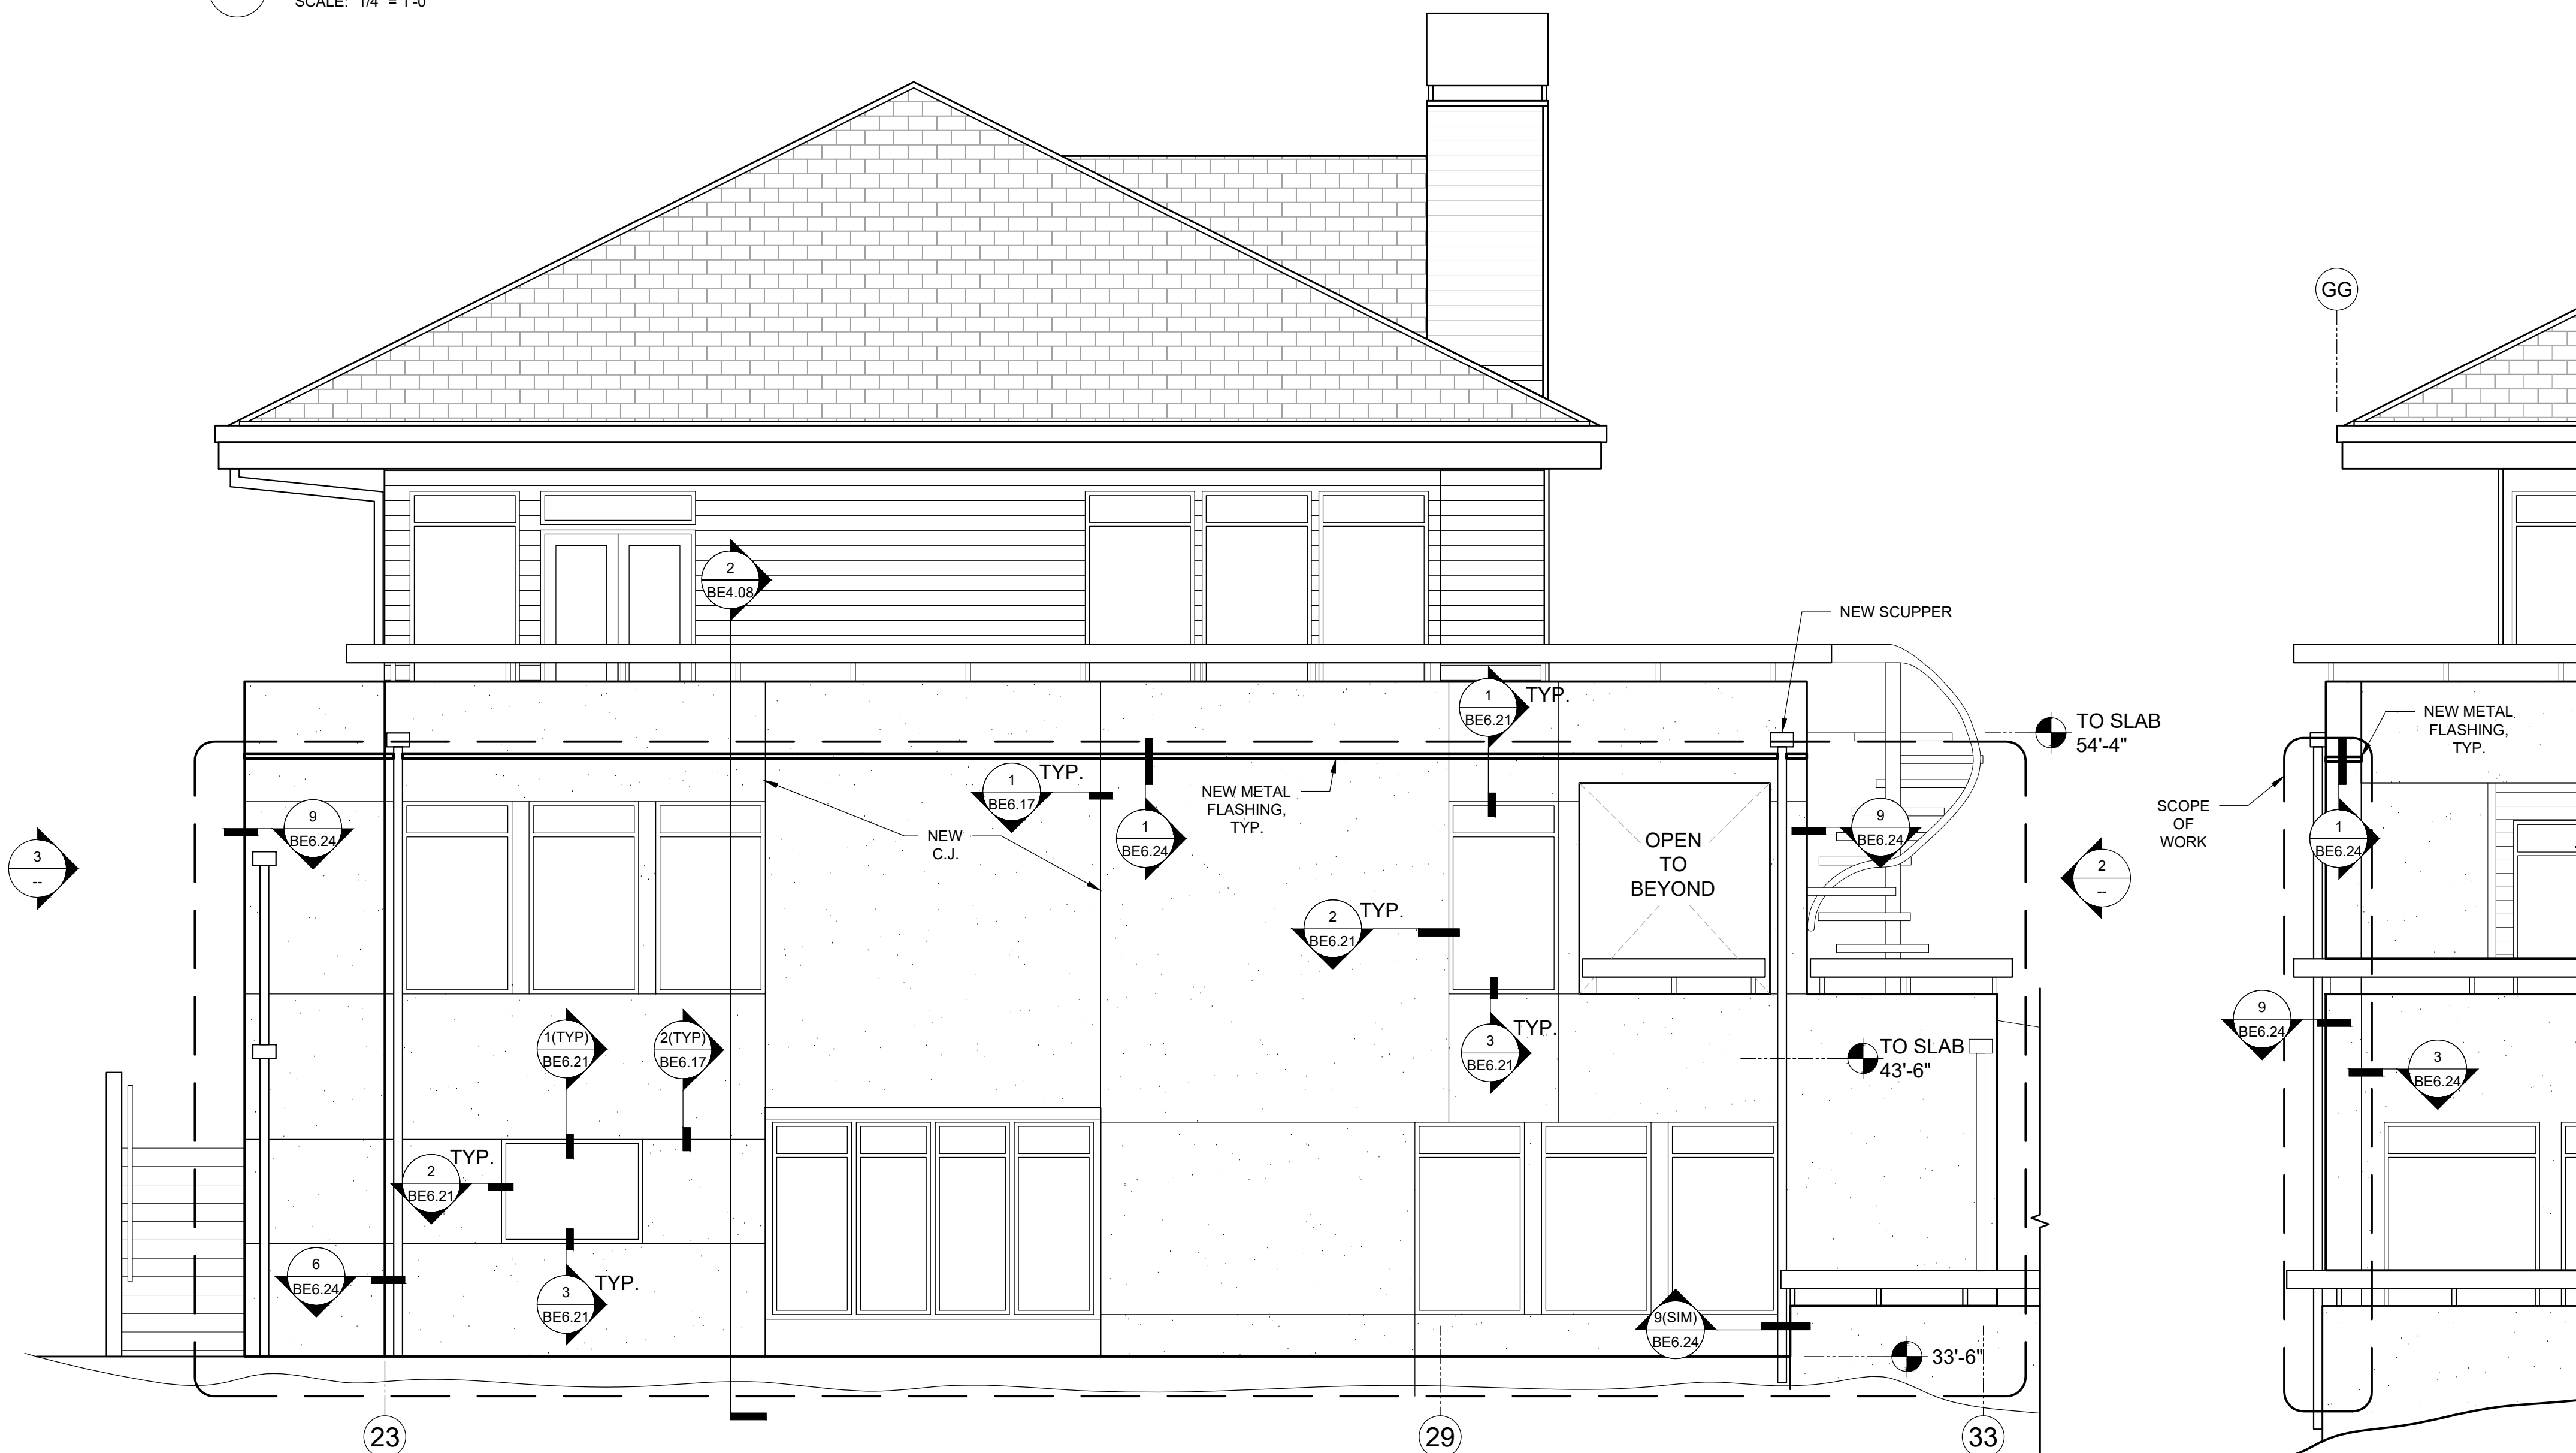 SCALE: 1/4" = 1'-0"
GG
2
BE4.08
NEW SCUPPER
1
BE6.21
TYP.
TO SLAB
54'-4"
NEW METAL
FLASHING,
TYP.
1
BE6.17
TYP.
NEW METAL
FLASHING,
TYP.
SCOPE
OF
WORK
9
BE6.24
NEW
C.J.
1
BE6.24
OPEN
TO
BEYOND
9
BE6.24
1
BE6.24
3
--
2
--
2
BE6.21
TYP.
9
BE6.24
1(TYP)
BE6.21
2(TYP)
BE6.17
3
BE6.21
TYP.
TO SLAB
43'-6"
3
BE6.24
2
BE6.21
TYP.
6
BE6.24
3
BE6.21
TYP.
9(SIM)
BE6.24
33'-6"
23
29
33